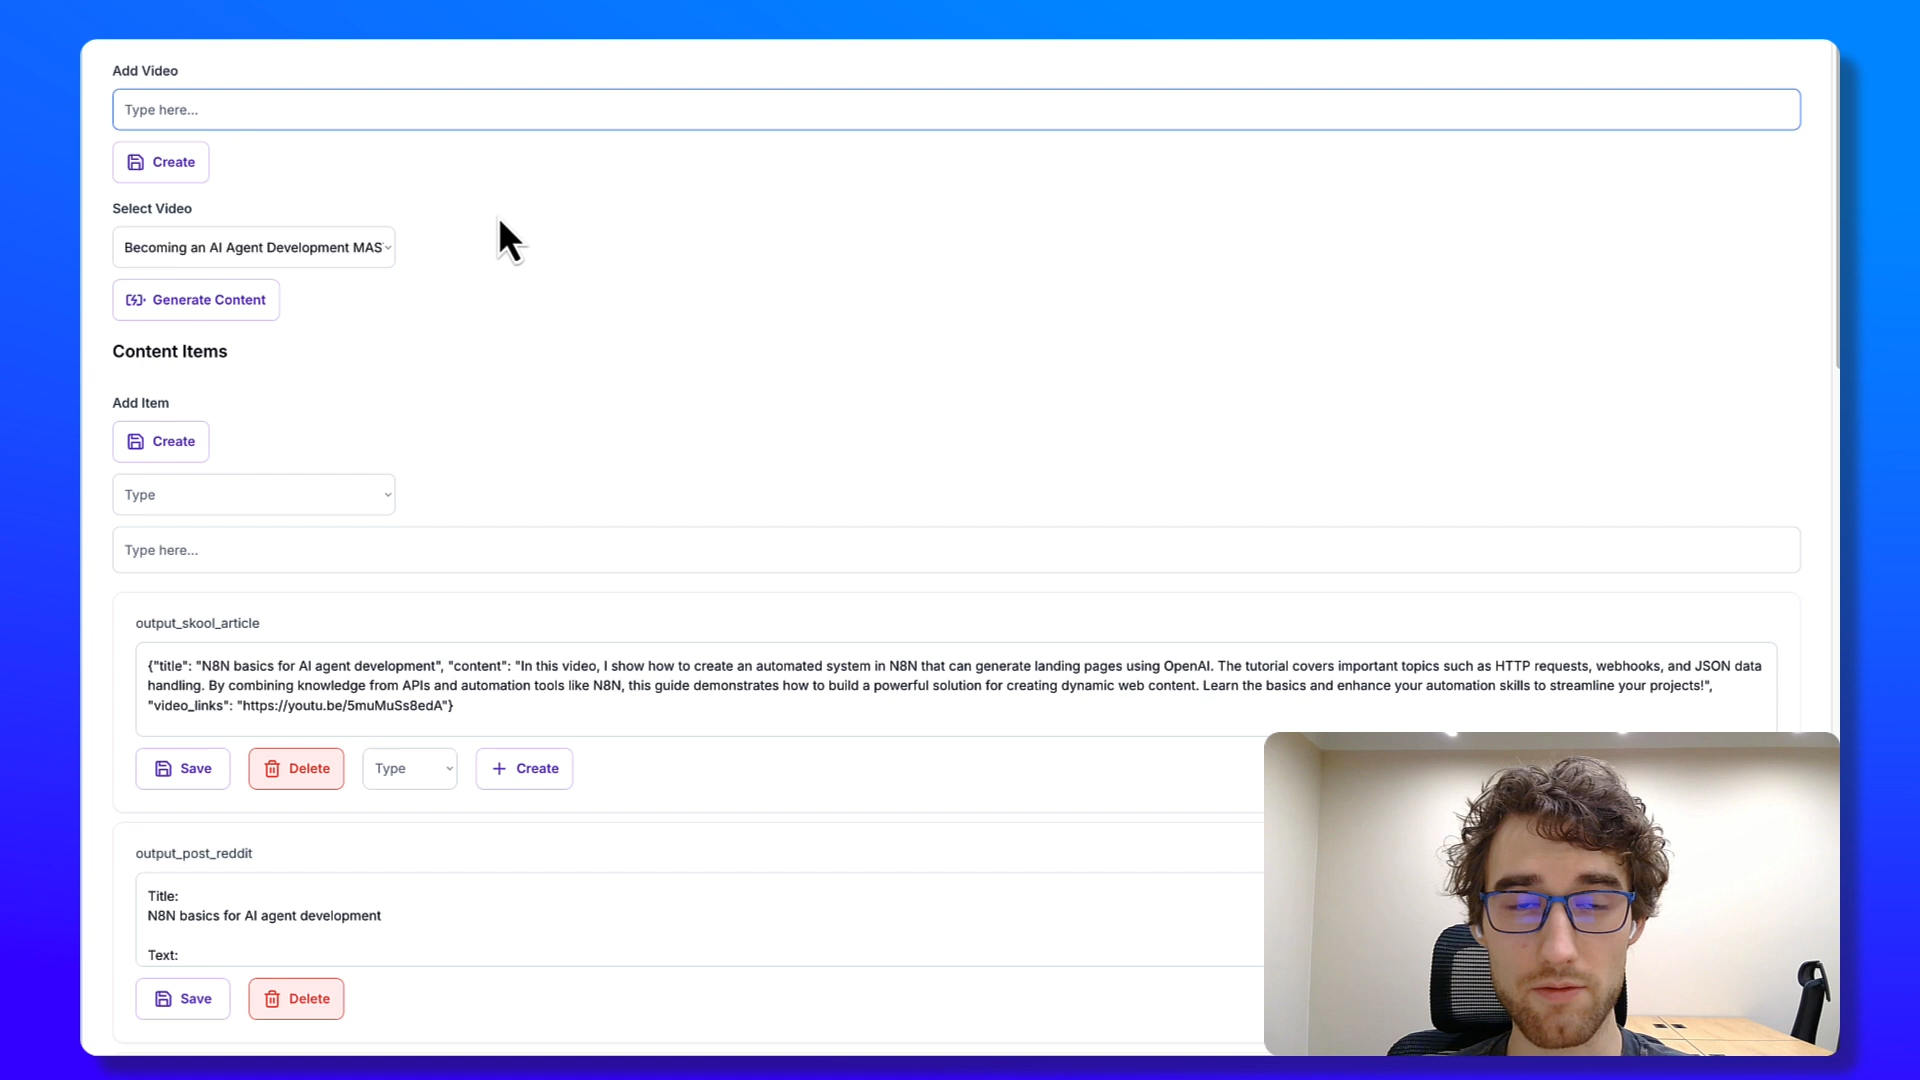 Add Video
Type here...
Create
Select Video
Becoming an AI Agent Development MAS
Generate Content
Content Items
Add Item
Create
Type
Type here...
output_skool_article
{"title": "N8N basics for AI agent development", "content": "In this video, I show how to create an automated system in N8N that can generate landing pages using OpenAI. The tutorial covers important topics such as HTTP requests, webhooks, and JSON data
handling. By combining knowledge from APIs and automation tools like N8N, this guide demonstrates how to build a powerful solution for creating dynamic web content. Learn the basics and enhance your automation skills to streamline your projects!",
"video_links": "https://youtu.be/5muMuSs8edA"}
Save Delete Type Create
output_post_reddit
Title:
N8N basics for AI agent development
Text:
Save Delete